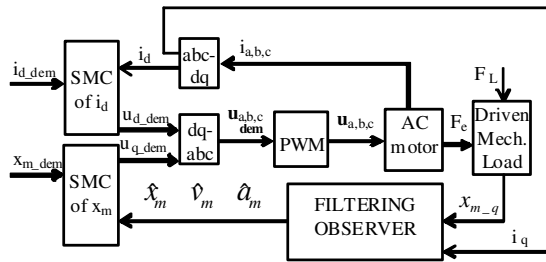 i_d_dem
SMC
of i_d
i_d
abc-
dq
i_a,b,c
u_d_dem
u_q_dem
dq-
abc
u_a,b,c
dem
PWM
u_a,b,c
AC
motor
F_e
F_L
Driven
Mech.
Load
x_m_dem
SMC
of x_m
x̂_m v̂_m â_m
FILTERING
OBSERVER
x_m_q
i_q